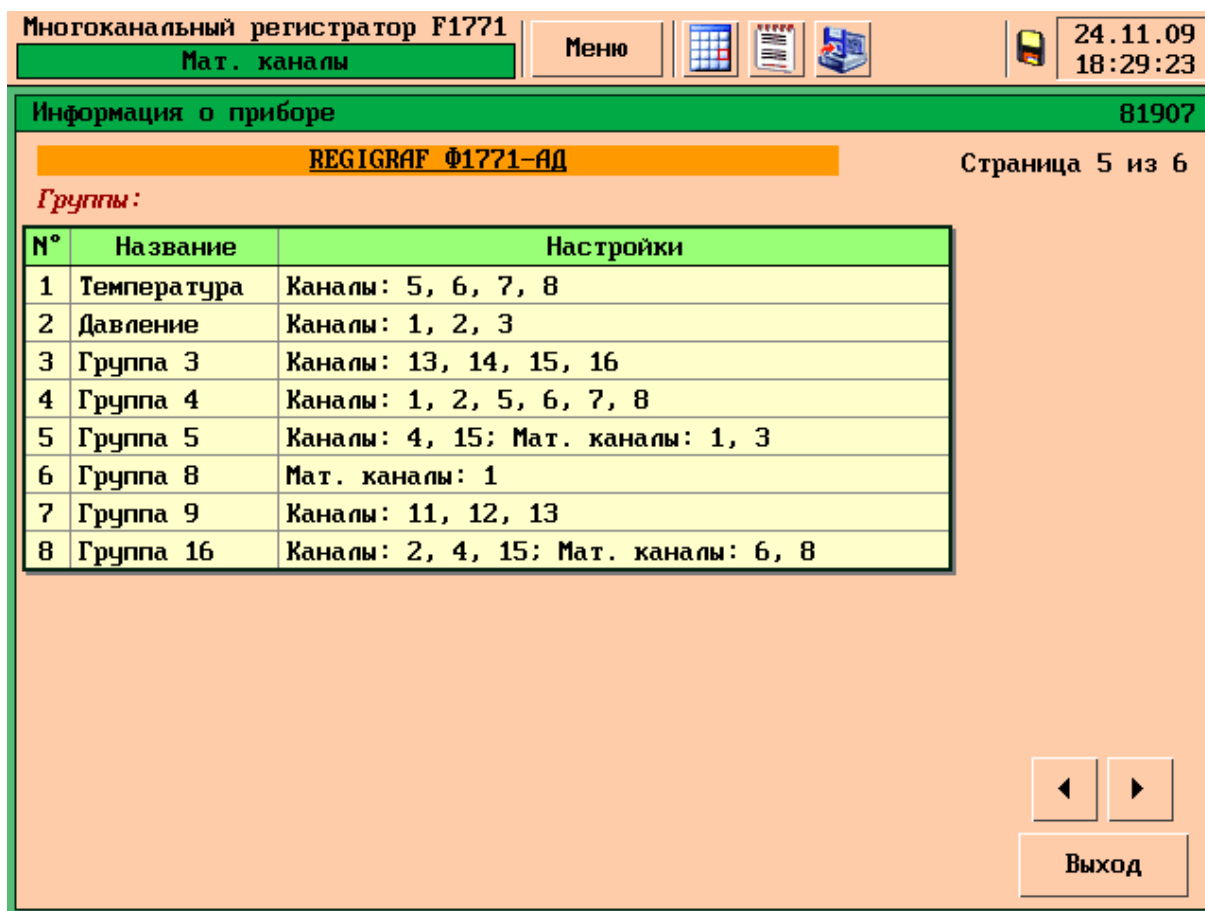 Многоканальный регистратор F1771
Мат. каналы
Меню
24.11.09
18:29:23
Информация о приборе 81907
REGIGRAF Ф1771-АД
Страница 5 из 6
Группы:
N° Название Настройки
1 Температура Каналы: 5, 6, 7, 8
2 Давление Каналы: 1, 2, 3
3 Группа 3 Каналы: 13, 14, 15, 16
4 Группа 4 Каналы: 1, 2, 5, 6, 7, 8
5 Группа 5 Каналы: 4, 15; Мат. каналы: 1, 3
6 Группа 8 Мат. каналы: 1
7 Группа 9 Каналы: 11, 12, 13
8 Группа 16 Каналы: 2, 4, 15; Мат. каналы: 6, 8
Выход